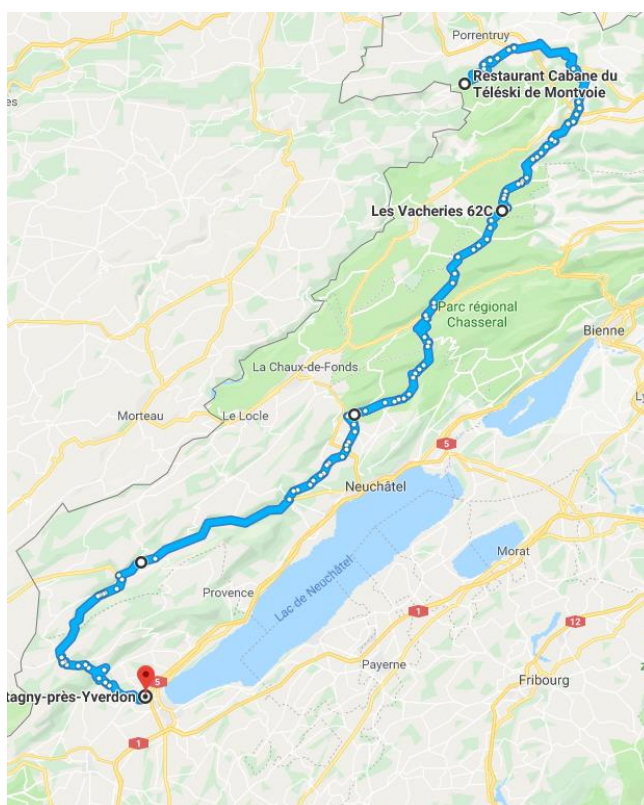 Porrentruy
Restaurant Cabane du
Téléski de Montvoie
Les Vacheries 62C
Parc régional
Chasseral
Bienne
La Chaux-de-Fonds
Morteau
Le Locle
Ly
5
Neuchâtel
Morat
Provence
Lac de Neuchâtel
1
12
Payerne
Fribourg
5
tagny-près-Yverdon
1